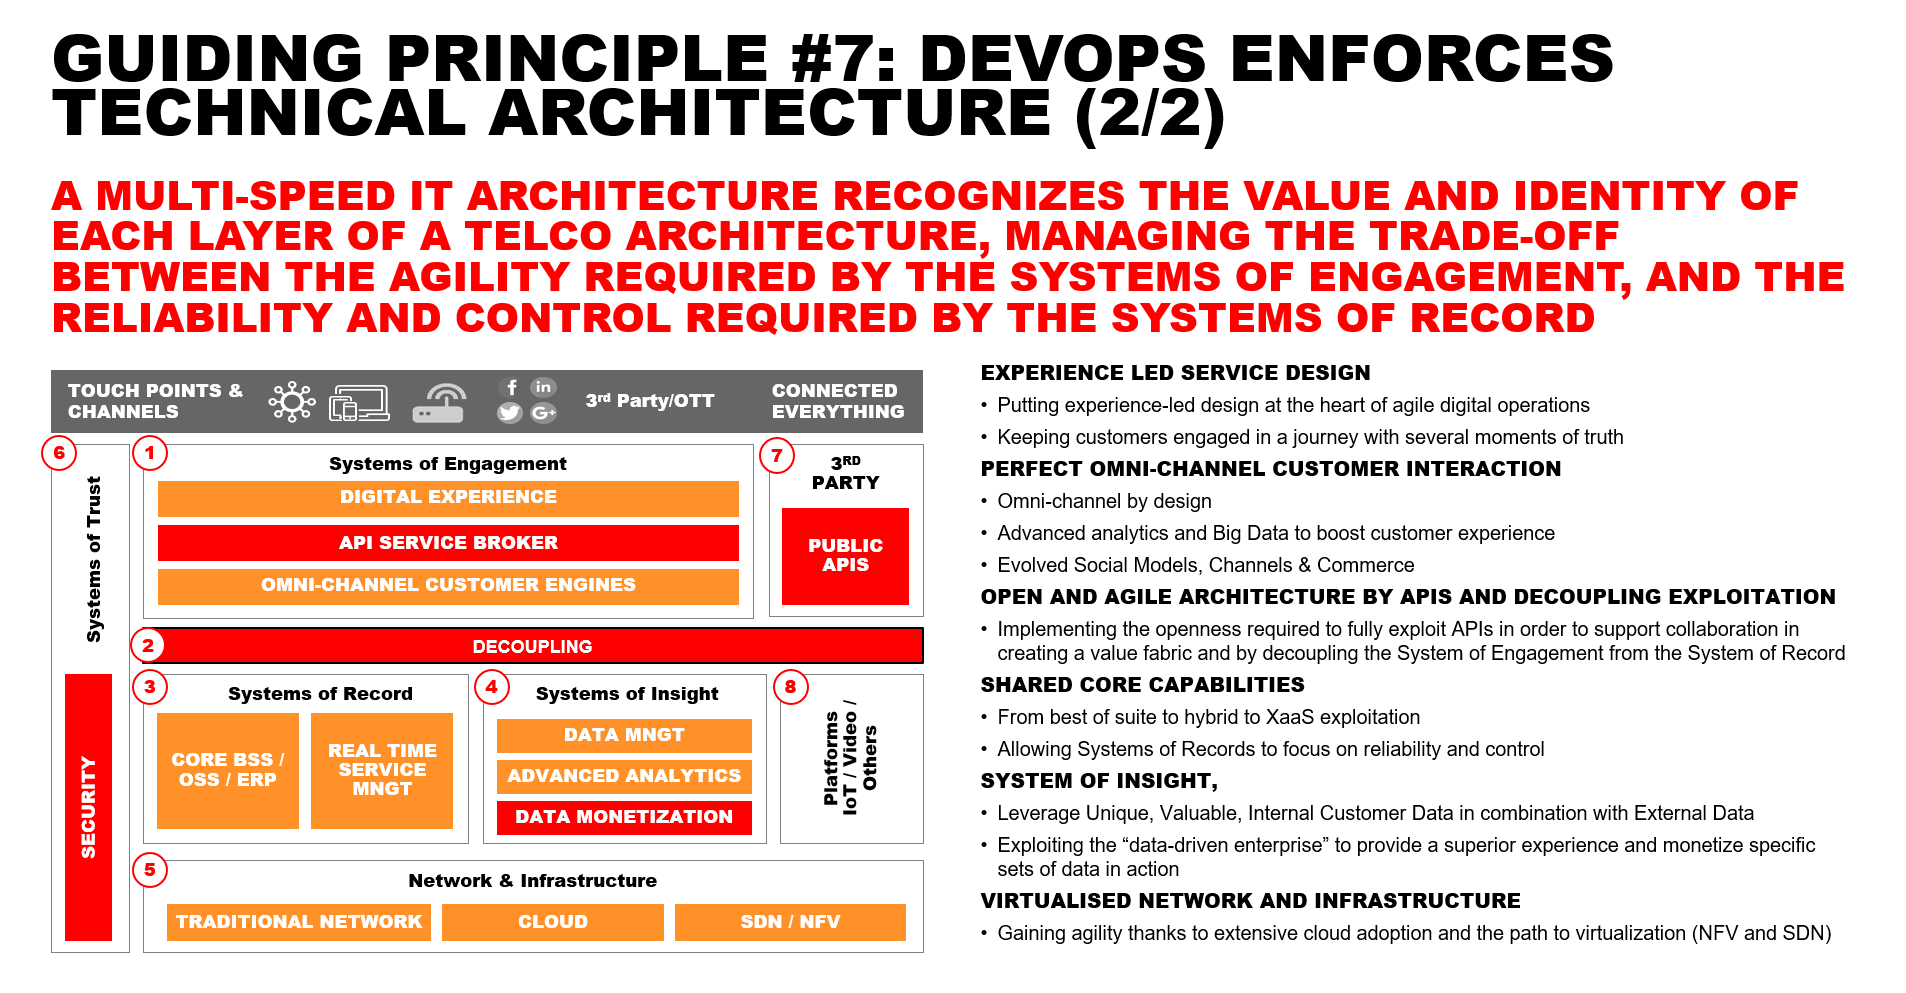 GUIDING PRINCIPLE #7: DEVOPS ENFORCES
TECHNICAL ARCHITECTURE (2/2)
A MULTI-SPEED IT ARCHITECTURE RECOGNIZES THE VALUE AND IDENTITY OF
EACH LAYER OF A TELCO ARCHITECTURE, MANAGING THE TRADE-OFF
BETWEEN THE AGILITY REQUIRED BY THE SYSTEMS OF ENGAGEMENT, AND THE
RELIABILITY AND CONTROL REQUIRED BY THE SYSTEMS OF RECORD
TOUCH POINTS &
CHANNELS
f
in
G+
3rd Party/OTT
CONNECTED
EVERYTHING
6
Systems of Trust
SECURITY
1
Systems of Engagement
DIGITAL EXPERIENCE
API SERVICE BROKER
OMNI-CHANNEL CUSTOMER ENGINES
7
3RD
PARTY
PUBLIC
APIS
2
DECOUPLING
3
Systems of Record
CORE BSS /
OSS / ERP
REAL TIME
SERVICE
MNGT
4
Systems of Insight
DATA MNGT
ADVANCED ANALYTICS
DATA MONETIZATION
8
Platforms
IoT / Video /
Others
5
Network & Infrastructure
TRADITIONAL NETWORK
CLOUD
SDN / NFV
EXPERIENCE LED SERVICE DESIGN
• Putting experience-led design at the heart of agile digital operations
• Keeping customers engaged in a journey with several moments of truth
PERFECT OMNI-CHANNEL CUSTOMER INTERACTION
• Omni-channel by design
• Advanced analytics and Big Data to boost customer experience
• Evolved Social Models, Channels & Commerce
OPEN AND AGILE ARCHITECTURE BY APIS AND DECOUPLING EXPLOITATION
• Implementing the openness required to fully exploit APIs in order to support collaboration in
creating a value fabric and by decoupling the System of Engagement from the System of Record
SHARED CORE CAPABILITIES
• From best of suite to hybrid to XaaS exploitation
• Allowing Systems of Records to focus on reliability and control
SYSTEM OF INSIGHT,
• Leverage Unique, Valuable, Internal Customer Data in combination with External Data
• Exploiting the “data-driven enterprise” to provide a superior experience and monetize specific
sets of data in action
VIRTUALISED NETWORK AND INFRASTRUCTURE
• Gaining agility thanks to extensive cloud adoption and the path to virtualization (NFV and SDN)